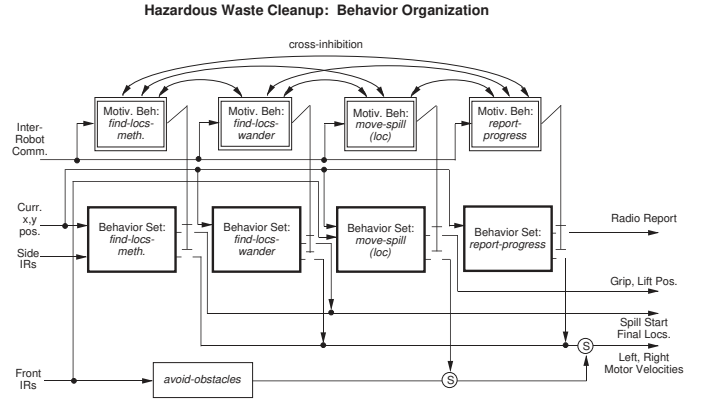 Hazardous Waste Cleanup: Behavior Organization
cross-inhibition
Motiv. Beh:
find-locs-
meth.
Motiv. Beh:
find-locs-
wander
Motiv. Beh:
move-spill
(loc)
Motiv. Beh:
report-
progress
Inter-
Robot
Comm.
Curr.
x,y
pos.
Side
IRs
Behavior Set:
find-locs-
meth.
Behavior Set:
find-locs-
wander
Behavior Set:
move-spill
(loc)
Behavior Set:
report-progress
Radio Report
Grip, Lift Pos.
Spill Start
Final Locs.
S
Left, Right
Motor Velocities
Front
IRs
avoid-obstacles
S